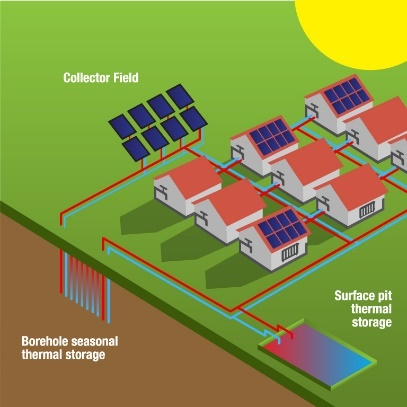 Collector Field
Surface pit
thermal
storage
Borehole seasonal
thermal storage